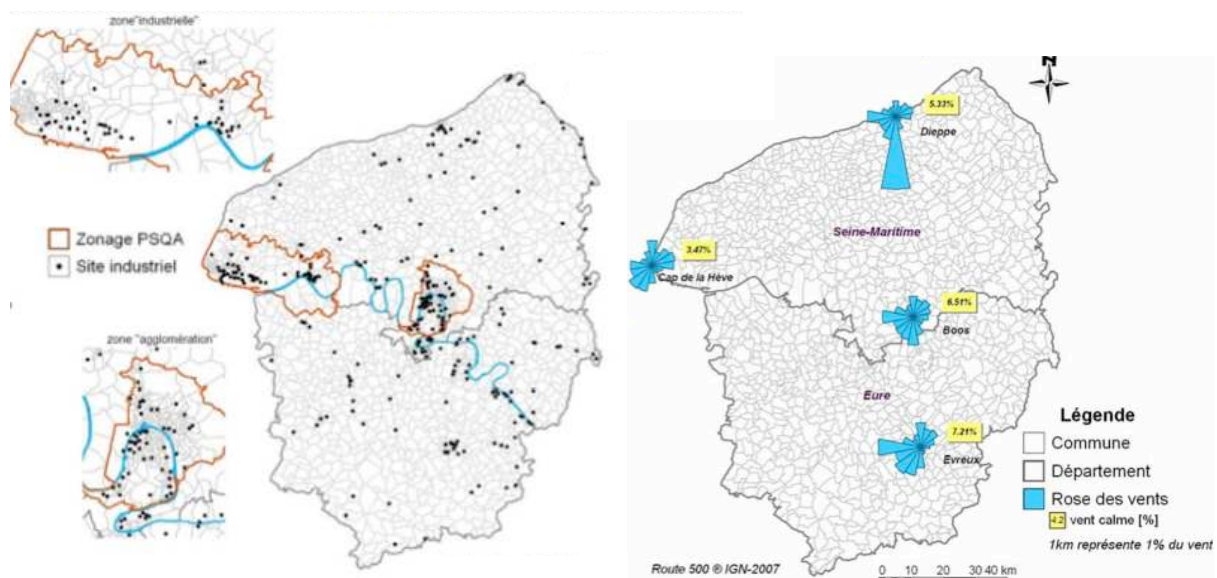 zone"industrielle"
Zonage PSQA
Site industriel
zone "agglomération"
N
5.33%
Dieppe
Seine-Maritime
3.47%
Cap de la Hève
6.51%
Boos
Eure
7.21%
Evreux
Légende
Commune
Département
Rose des vents
4.2 vent calme [%]
1km représente 1% du vent
Route 500 ® IGN-2007
0 10 20 30 40 km